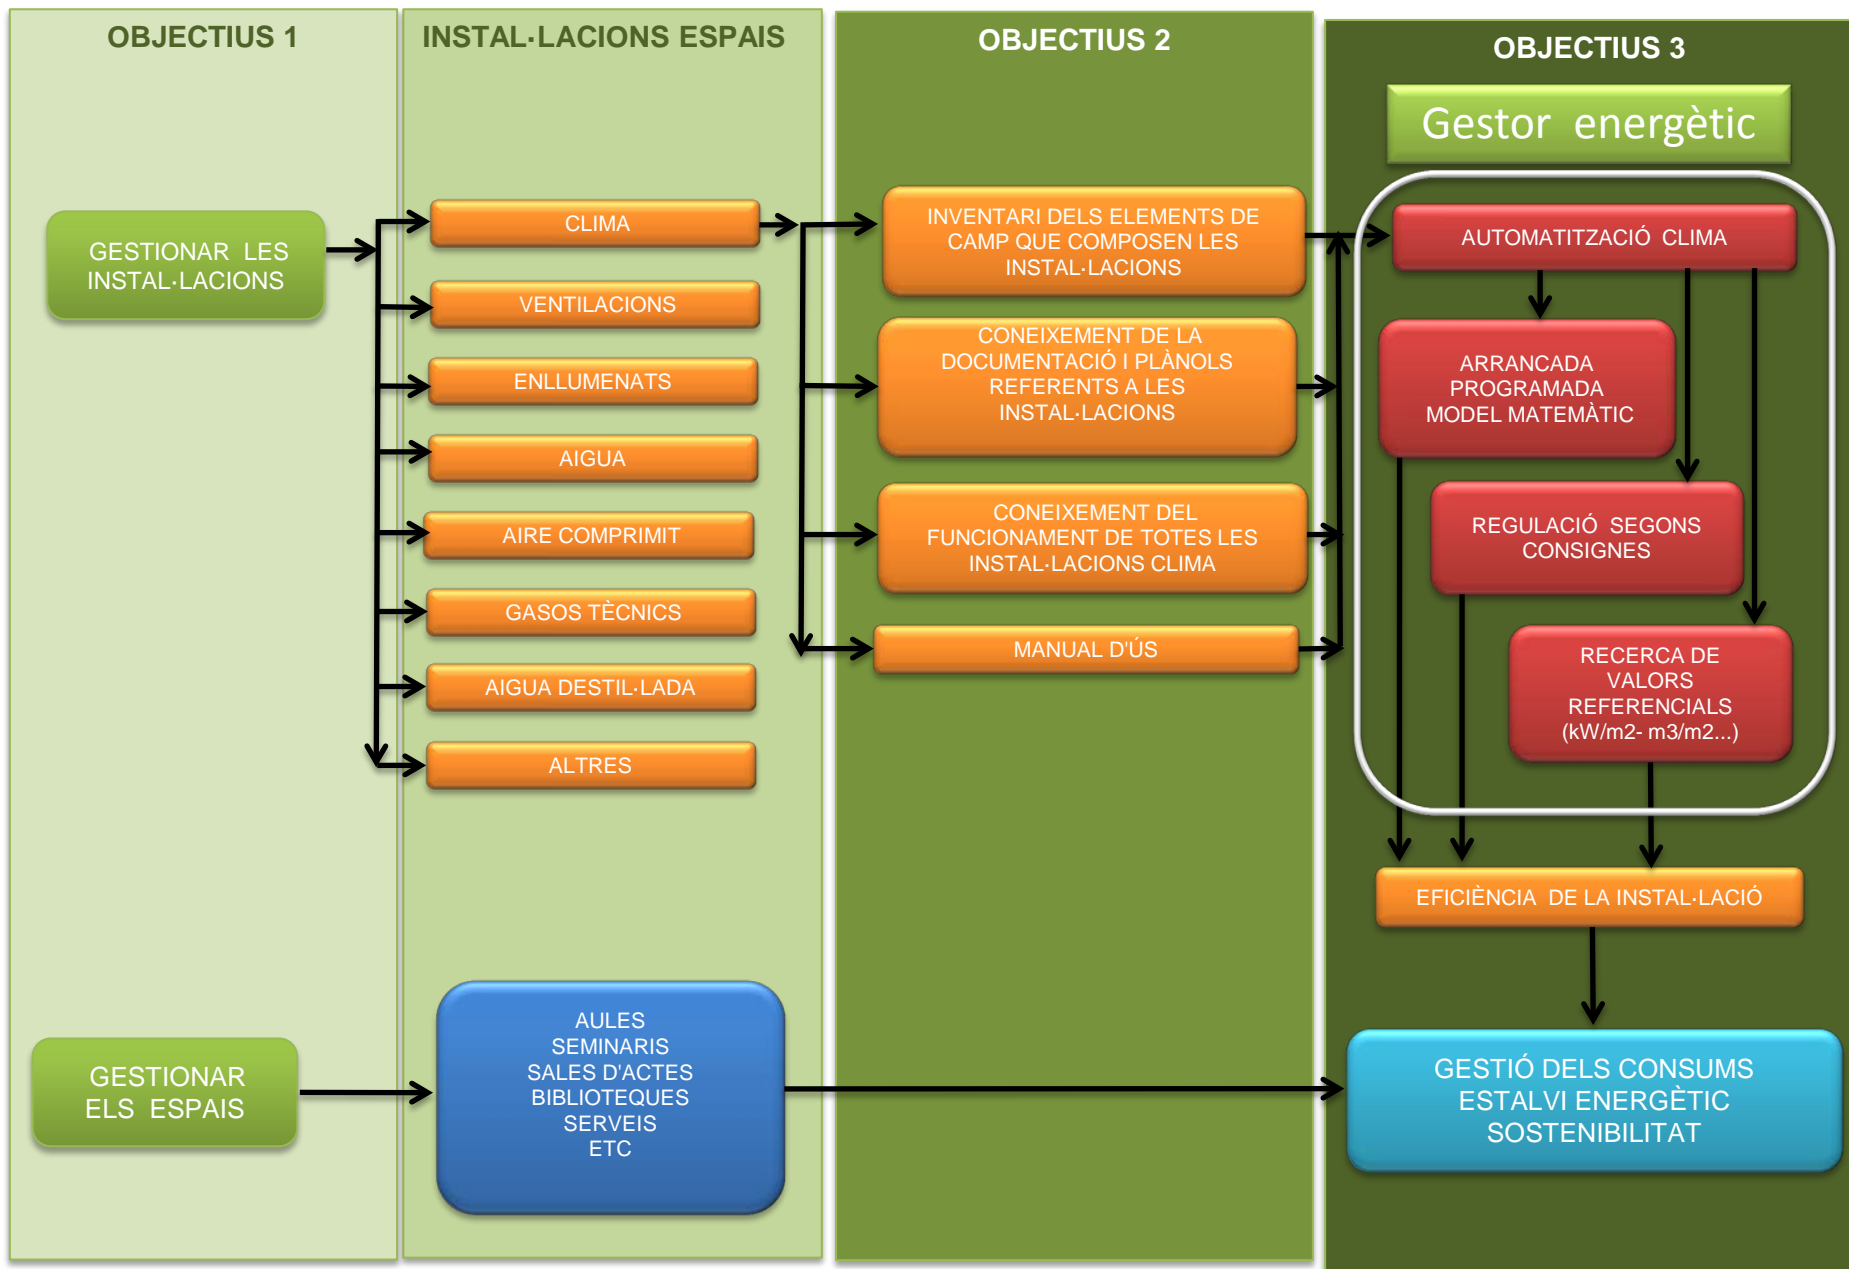 OBJECTIUS 1
GESTIONAR LES
INSTAL·LACIONS
GESTIONAR
ELS ESPAIS
INSTAL·LACIONS ESPAIS
CLIMA
VENTILACIONS
ENLLUMENATS
AIGUA
AIRE COMPRIMIT
GASOS TÈCNICS
AIGUA DESTIL·LADA
ALTRES
AULES
SEMINARIS
SALES D'ACTES
BIBLIOTEQUES
SERVEIS
ETC
OBJECTIUS 2
INVENTARI DELS ELEMENTS DE
CAMP QUE COMPOSEN LES
INSTAL·LACIONS
CONEIXEMENT DE LA
DOCUMENTACIÓ I PLÀNOLS
REFERENTS A LES
INSTAL·LACIONS
CONEIXEMENT DEL
FUNCIONAMENT DE TOTES LES
INSTAL·LACIONS CLIMA
MANUAL D'ÚS
OBJECTIUS 3
Gestor energètic
AUTOMATITZACIÓ CLIMA
ARRANCADA
PROGRAMADA
MODEL MATEMÀTIC
REGULACIÓ SEGONS
CONSIGNES
RECERCA DE
VALORS
REFERENCIALS
(kW/m2- m3/m2...)
EFICIÈNCIA DE LA INSTAL·LACIÓ
GESTIÓ DELS CONSUMS
ESTALVI ENERGÈTIC
SOSTENIBILITAT